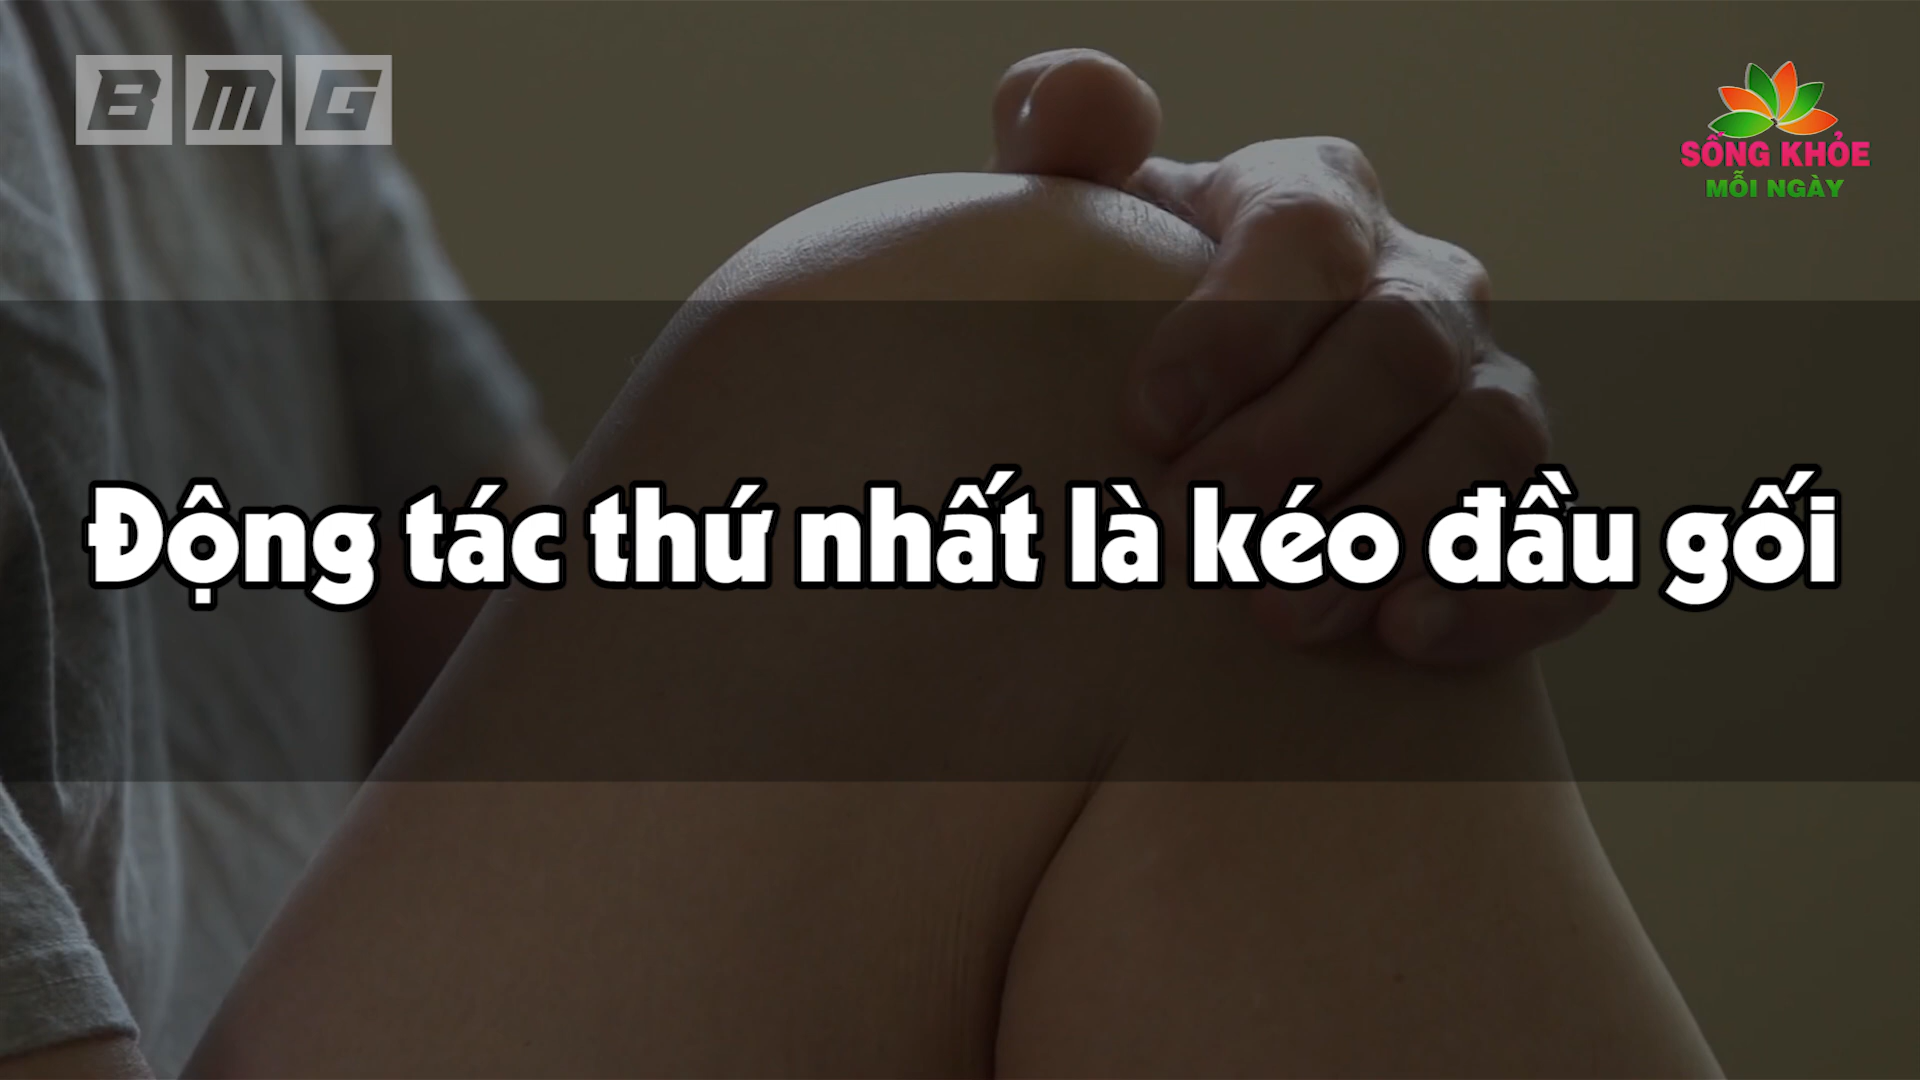 BMG
SỐNG KHỎE
MỖI NGÀY
Động tác thứ nhất là kéo đầu gối